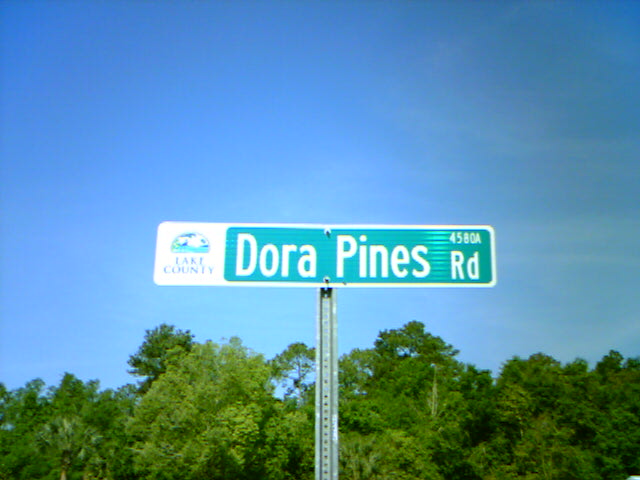 LAKE
COUNTY
Dora Pines Rd
4580A